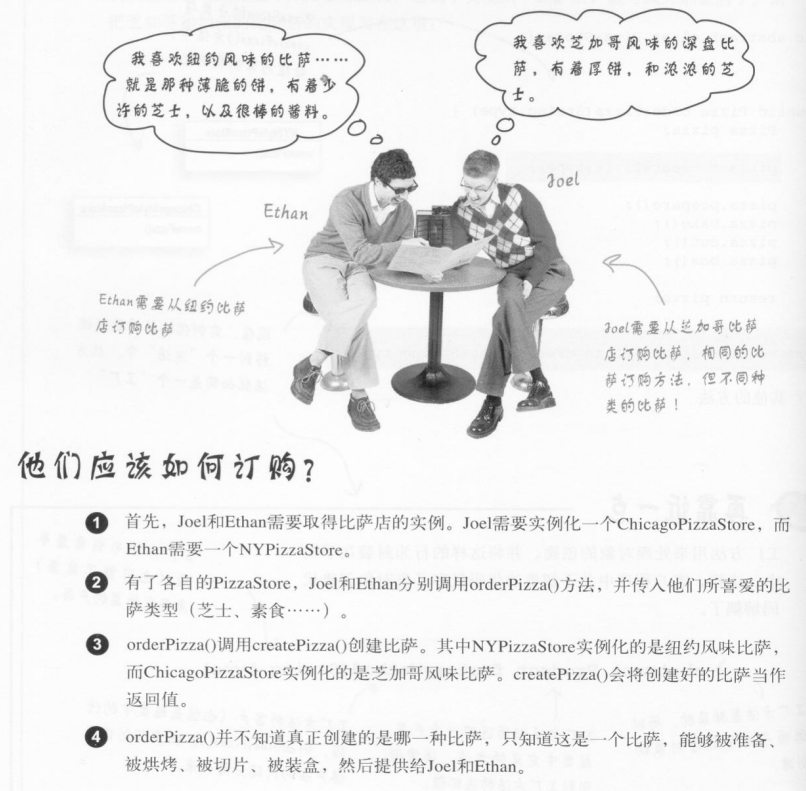 我喜欢纽约风味的比萨……
就是那种薄脆的饼，有着少
许的芝士，以及很棒的酱料。
我喜欢芝加哥风味的深盘比
萨，有着厚饼，和浓浓的芝
士。
Ethan
Joel
Ethan需要从纽约比萨
店订购比萨
Joel需要从芝加哥比萨
店订购比萨，相同的比
萨订购方法，但不同种
类的比萨！
他们应该如何订购?
1 首先，Joel和Ethan需要取得比萨店的实例。Joel需要实例化一个ChicagoPizzaStore，而
Ethan需要一个NYPizzaStore。
2 有了各自的PizzaStore，Joel和Ethan分别调用orderPizza()方法，并传入他们所喜爱的比
萨类型（芝士、素食……）。
3 orderPizza()调用createPizza()创建比萨。其中NYPizzaStore实例化的是纽约风味比萨，
而ChicagoPizzaStore实例化的是芝加哥风味比萨。createPizza()会将创建好的比萨当作
返回值。
4 orderPizza()并不知道真正创建的是哪一种比萨，只知道这是一个比萨，能够被准备、
被烘烤、被切片、被装盒，然后提供给Joel和Ethan。